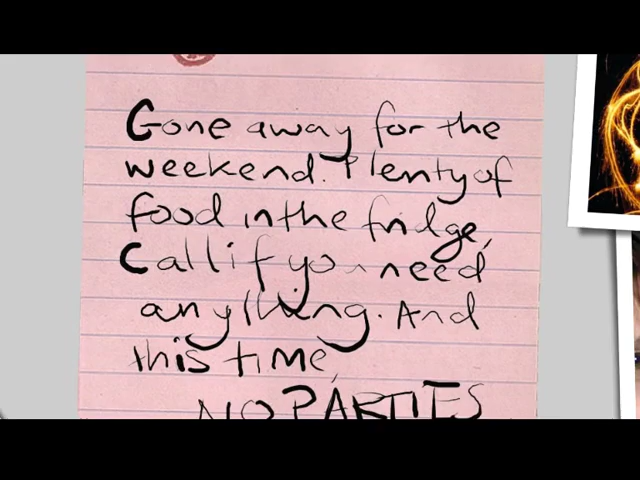 Gone away for the
weekend. Plenty of
food in the fridge,
Call if you need
anything. And
this time,
NO PARTIES